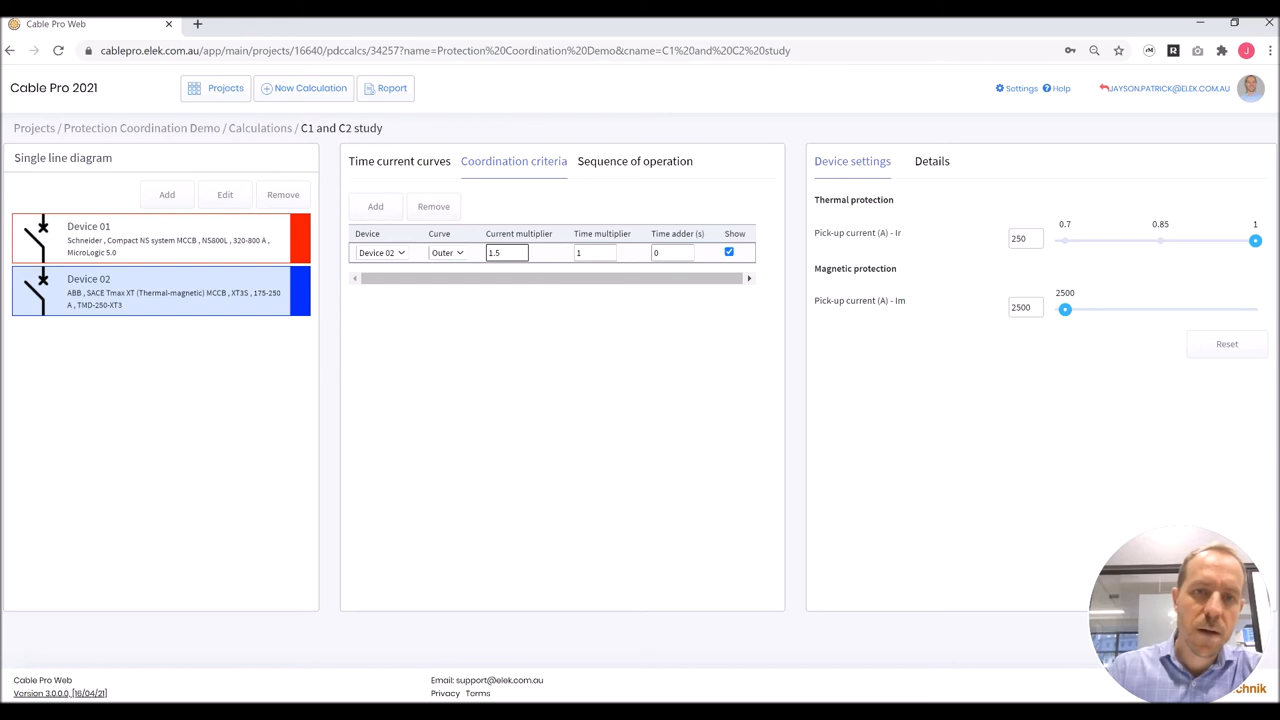 Cable Pro Web
cablepro.elek.com.au/app/main/projects/16640/pdccalcs/34257?name=Protection%20Coordination%20Demo&cname=C1%20and%20C2%20study
J
Cable Pro 2021
Projects
New Calculation
Report
Settings
Help
JAYSON.PATRICK@ELEK.COM.AU
Projects / Protection Coordination Demo / Calculations / C1 and C2 study
Single line diagram
Add
Edit
Remove
Device 01
Schneider , Compact NS system MCCB , NS800L , 320-800 A ,
MicroLogic 5.0
Device 02
ABB , SACE Tmax XT (Thermal-magnetic) MCCB , XT3S , 175-250
A , TMD-250-XT3
Time current curves
Coordination criteria
Sequence of operation
Add
Remove
Device
Curve
Current multiplier
Time multiplier
Time adder (s)
Show
Device 02
Outer
1.5
1
0
Device settings
Details
Thermal protection
Pick-up current (A) - Ir
250
0.7
0.85
1
Magnetic protection
Pick-up current (A) - Im
2500
2500
Reset
Cable Pro Web
Version 3.0.0.0, [16/04/21]
Email: support@elek.com.au
Privacy
Terms